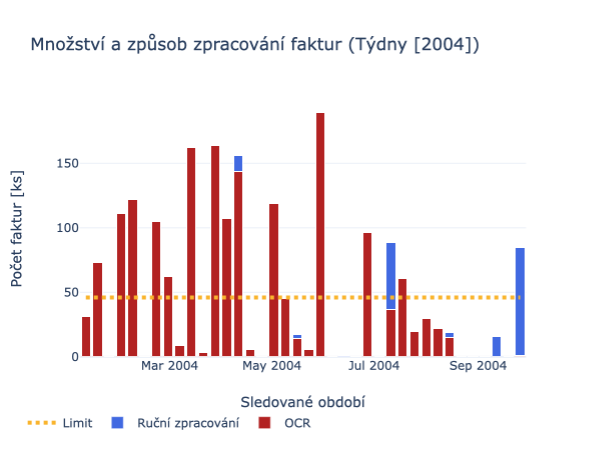 Množství a způsob zpracování faktur (Týdny [2004])
Počet faktur [ks]
150
100
50
0
Mar 2004 May 2004 Jul 2004 Sep 2004
Sledované období
Limit Ruční zpracování OCR